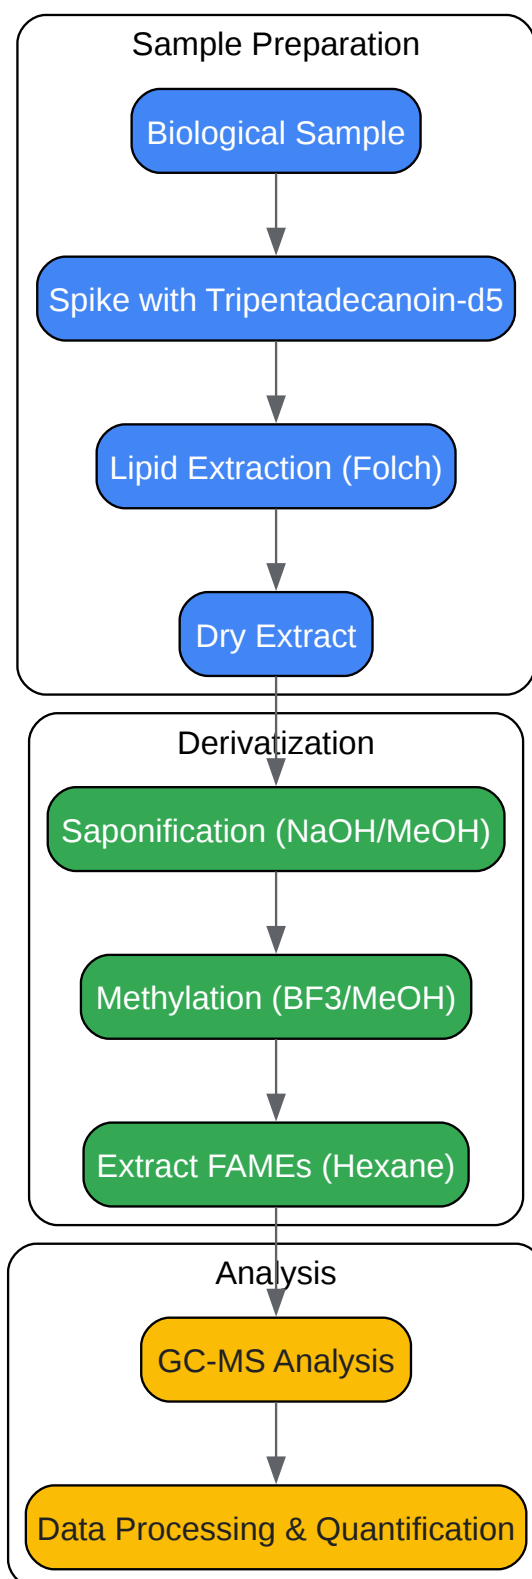 Sample Preparation
Biological Sample
Spike with Tripentadecanoin-d5
Lipid Extraction (Folch)
Dry Extract
Derivatization
Saponification (NaOH/MeOH)
Methylation (BF3/MeOH)
Extract FAMEs (Hexane)
Analysis
GC-MS Analysis
Data Processing & Quantification